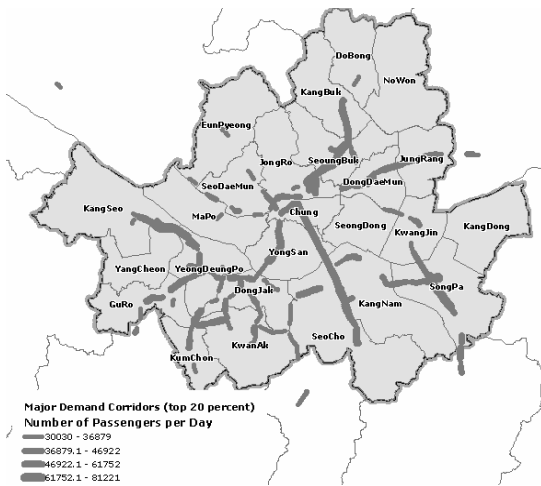 DoBong
NoWon
KangBuk
EunPyeong
JongRo
SeoungBuk
JungRang
DongDaeMun
SeoDaeMun
KangSeo
MaPo
Chung
SeongDong
KwangJin
KangDong
YongSan
YangCheon
YeongDeungPo
DongJak
SongPa
GuRo
KangNam
SeoCho
KwanAk
KumChon
Major Demand Corridors (top 20 percent)
Number of Passengers per Day
30030 - 36879
36879.1 - 46922
46922.1 - 61752
61752.1 - 81221